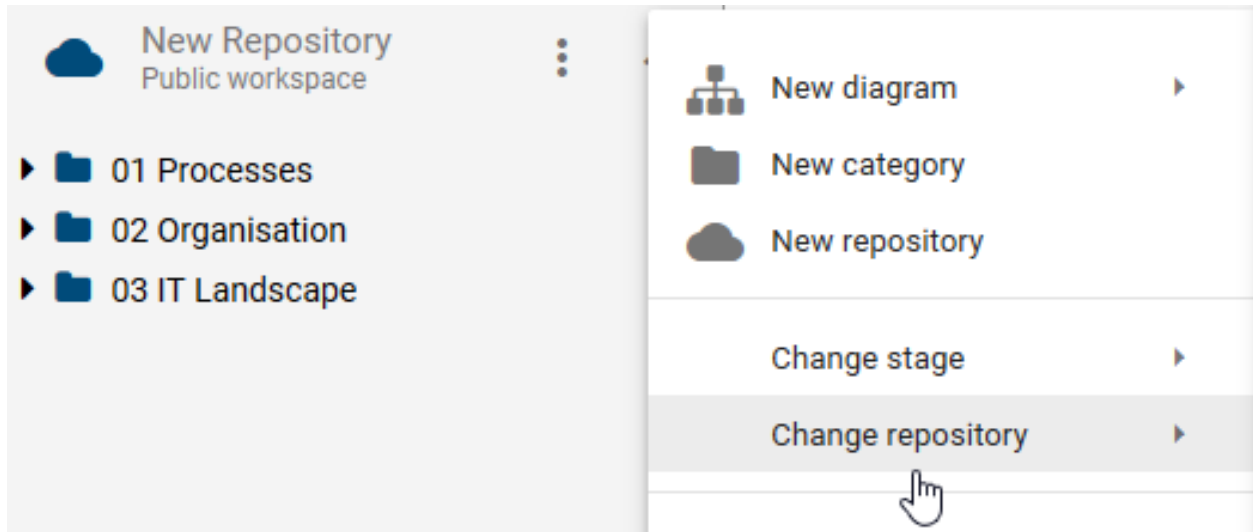 New Repository
Public workspace
01 Processes
02 Organisation
03 IT Landscape
New diagram
New category
New repository
Change stage
Change repository